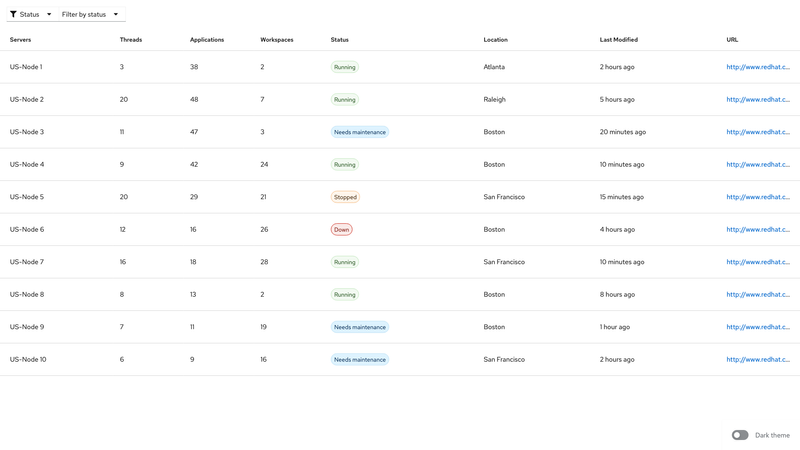 Status Filter by status
Servers Threads Applications Workspaces Status Location Last Modified URL
US-Node 1 3 38 2 Running Atlanta 2 hours ago http://www.redhat.c...
US-Node 2 20 48 7 Running Raleigh 5 hours ago http://www.redhat.c...
US-Node 3 11 47 3 Needs maintenance Boston 20 minutes ago http://www.redhat.c...
US-Node 4 9 42 24 Running Boston 10 minutes ago http://www.redhat.c...
US-Node 5 20 29 21 Stopped San Francisco 15 minutes ago http://www.redhat.c...
US-Node 6 12 16 26 Down Boston 4 hours ago http://www.redhat.c...
US-Node 7 16 18 28 Running San Francisco 10 minutes ago http://www.redhat.c...
US-Node 8 8 13 2 Running Boston 8 hours ago http://www.redhat.c...
US-Node 9 7 11 19 Needs maintenance Boston 1 hour ago http://www.redhat.c...
US-Node 10 6 9 16 Needs maintenance San Francisco 2 hours ago http://www.redhat.c...
Dark theme